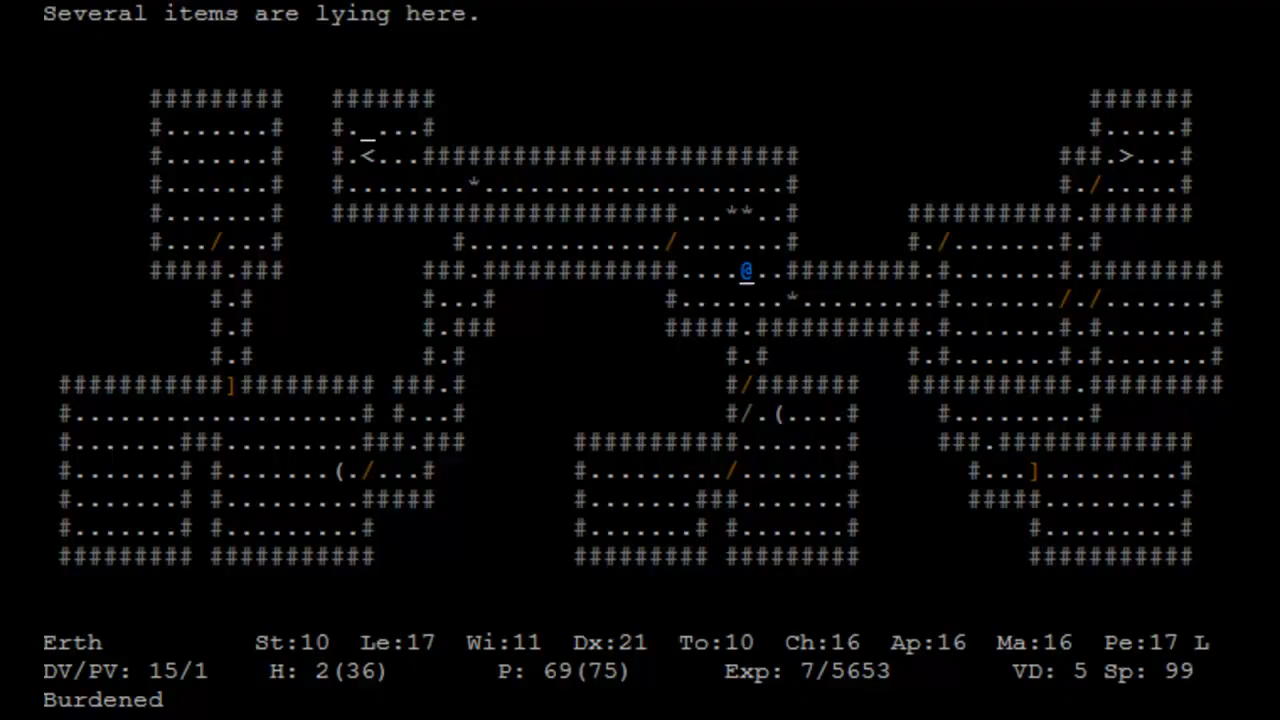 Several items are lying here.
Erth St:10 Le:17 Wi:11 Dx:21 To:10 Ch:16 Ap:16 Ma:16 Pe:17 L
DV/PV: 15/1 H: 2(36) P: 69(75) Exp: 7/5653 VD: 5 Sp: 99
Burdened